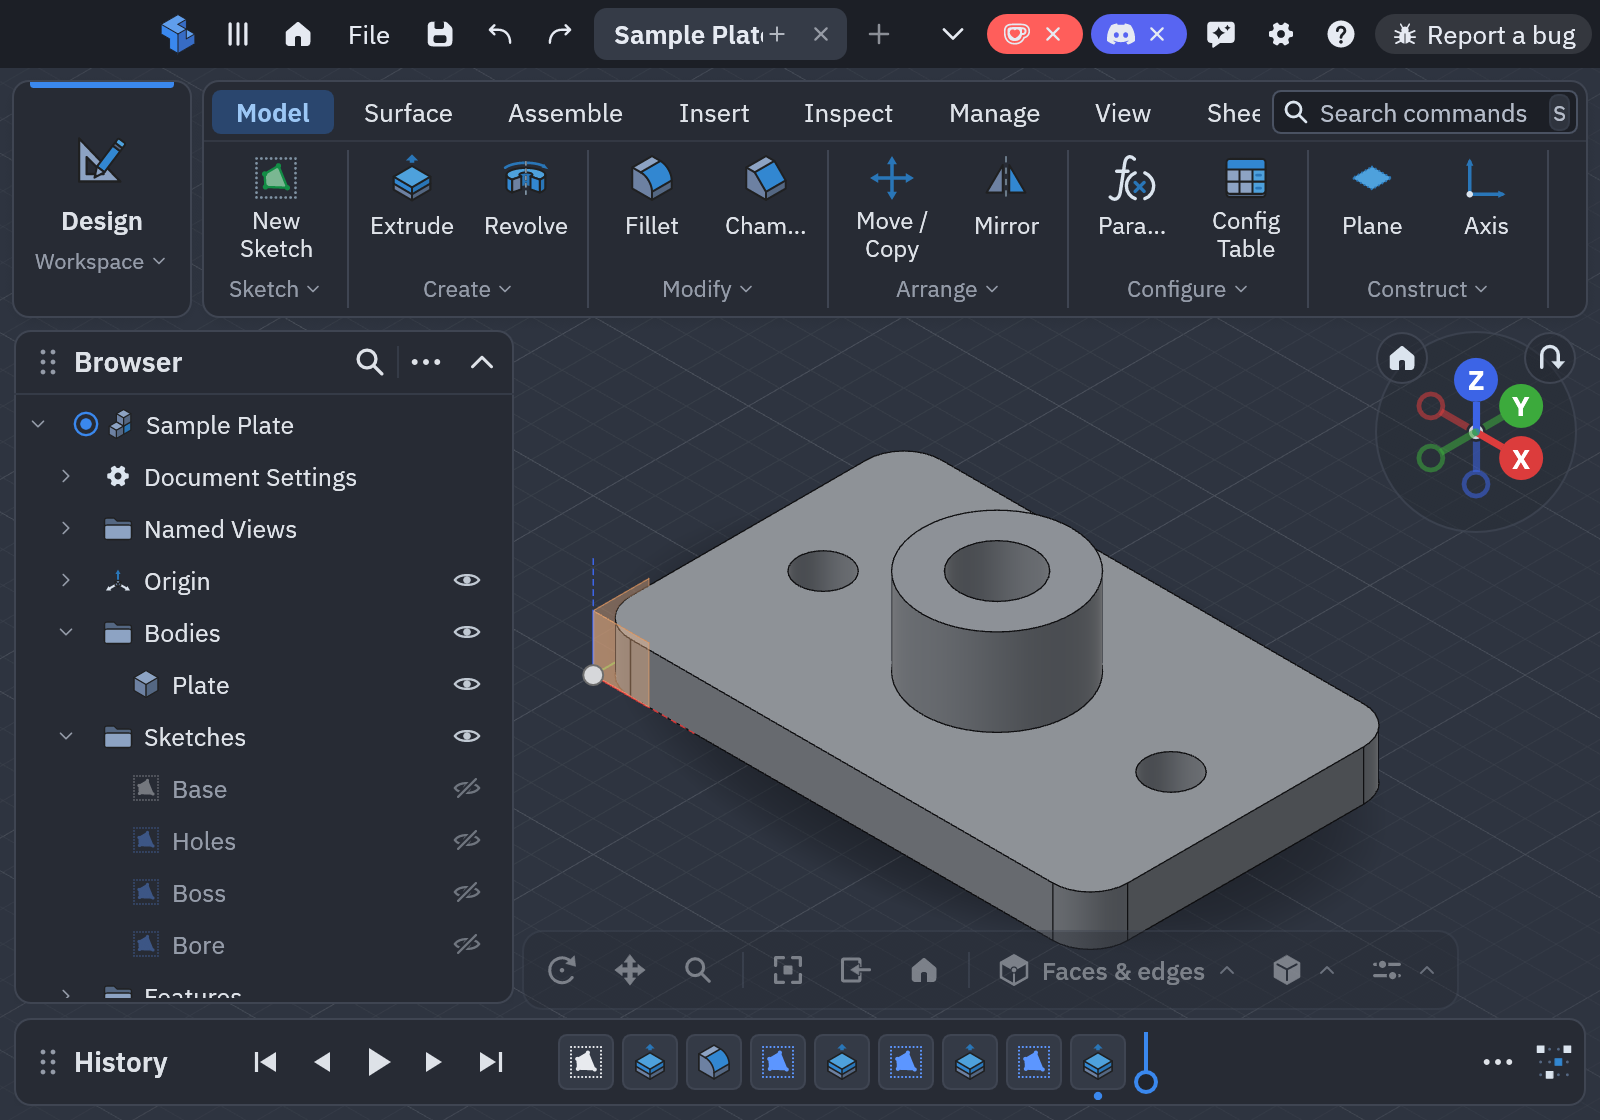 File
Sample Plat
Report a bug
Design
Workspace
Model
Surface
Assemble
Insert
Inspect
Manage
View
Shee
Search commands
S
New
Sketch
Extrude
Revolve
Fillet
Cham...
Move /
Copy
Mirror
Para...
Config
Table
Plane
Axis
Sketch
Create
Modify
Arrange
Configure
Construct
Browser
Sample Plate
Document Settings
Named Views
Origin
Bodies
Plate
Sketches
Base
Holes
Boss
Bore
Features
Z
Y
X
Faces & edges
History